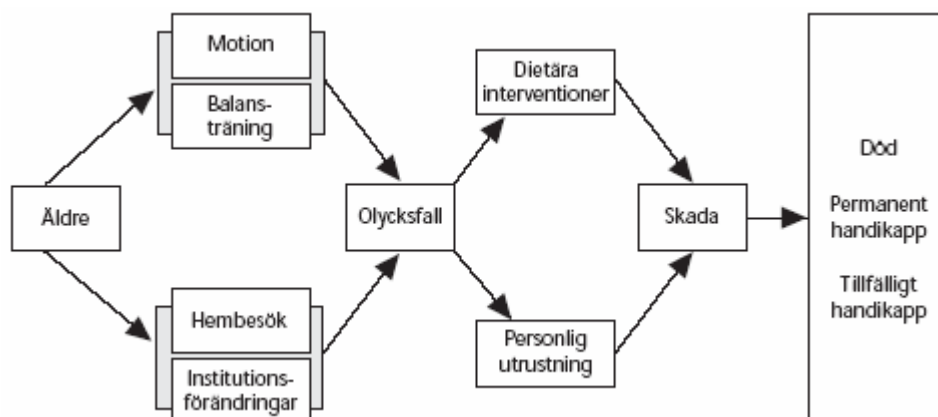 Motion
Balans-
träning
Äldre
Hembesök
Institutions-
förändringar
Olycksfall
Dietära
interventioner
Personlig
utrustning
Skada
Död
Permanent
handikapp
Tillfälligt
handikapp